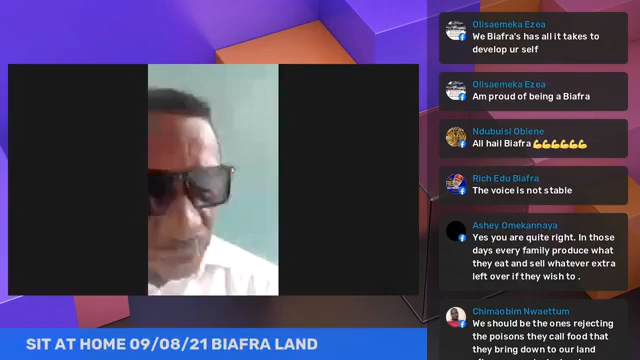 Olisaemeka Ezea
We Biafra's has all it takes to
develop ur self
Olisaemeka Ezea
Am proud of being a Biafra
Ndubuisi Obiene
All hail Biafra 💪💪💪💪💪💪
Rich Edu Biafra
The voice is not stable
Ashey Omekannaya
Yes you are quite right. In those
days every family produce what
they eat and sell whatever extra
left over if they wish to .
Chimaobim Nwaettum
We should be the ones rejecting
the poisons they call food that
they bring down to our land
SIT AT HOME 09/08/21 BIAFRA LAND